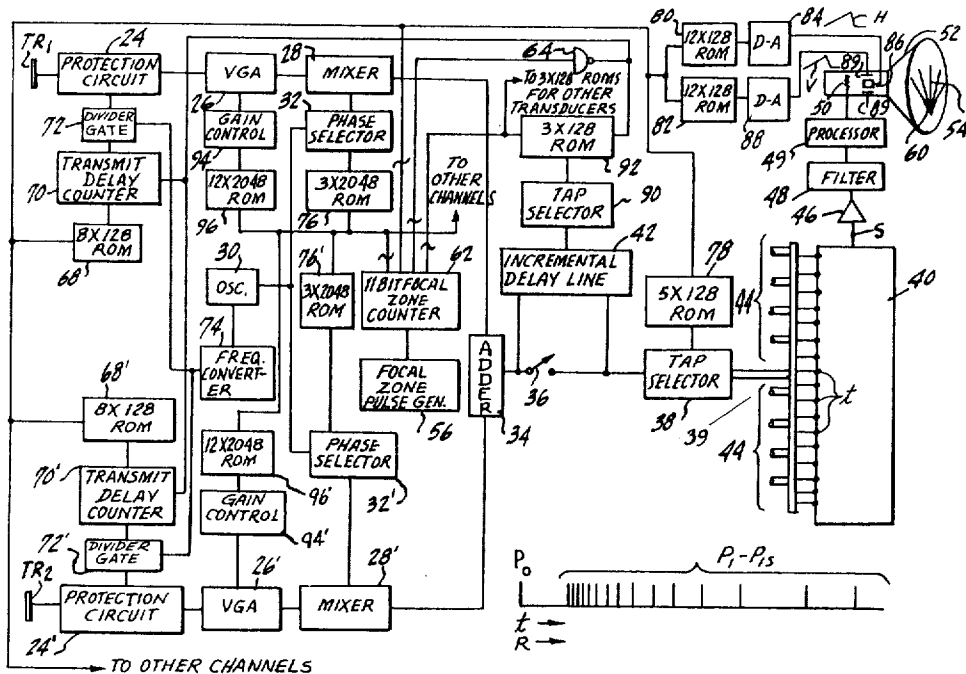 TR1
24
PROTECTION CIRCUIT
VGA
26
28
MIXER
72
DIVIDER GATE
GAIN CONTROL
94
32
PHASE SELECTOR
70
TRANSMIT DELAY COUNTER
12X2048 ROM
96
3X2048 ROM
76
8X128 ROM
68
TO OTHER CHANNELS
64
TO 3X128 ROMS FOR OTHER TRANSDUCERS
3X128 ROM
92
TAP SELECTOR
90
42
INCREMENTAL DELAY LINE
80
12X128 ROM
84
D-A
H
12X128 ROM
82
D-A
88
V
89
86
52
50
C
89
54
60
PROCESSOR
49
FILTER
48
46
S
30
OSC.
76'
3X2048 ROM
62
11 BIT FOCAL ZONE COUNTER
74
FREQ. CONVERTER
FOCAL ZONE PULSE GEN.
56
ADDER
34
36
78
5X128 ROM
TAP SELECTOR
38
39
44
44
t
40
68'
8X128 ROM
12X2048 ROM
96'
PHASE SELECTOR
32'
70'
TRANSMIT DELAY COUNTER
GAIN CONTROL
94'
72'
DIVIDER GATE
TR2
PROTECTION CIRCUIT
24'
26'
VGA
28'
MIXER
P0
P1-P15
t
R
TO OTHER CHANNELS